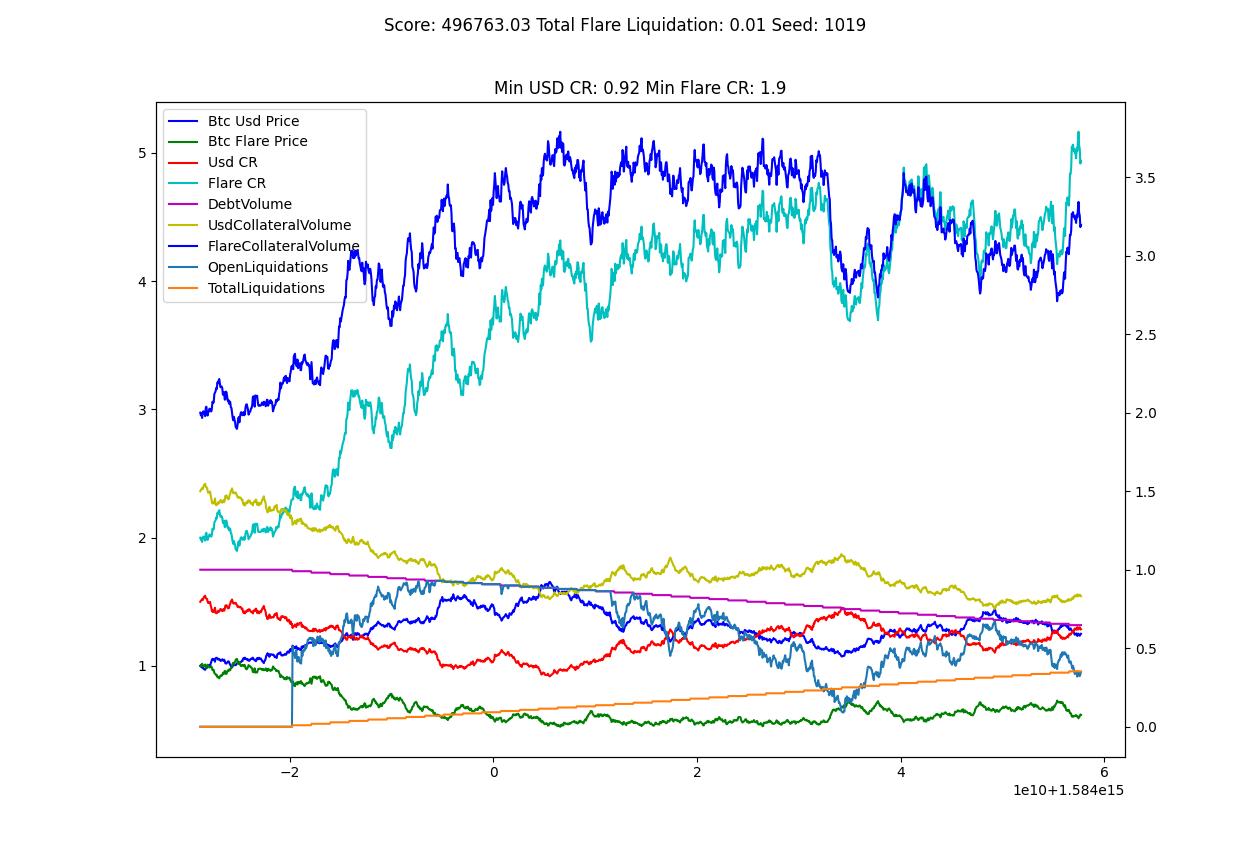 Score: 496763.03 Total Flare Liquidation: 0.01 Seed: 1019
Min USD CR: 0.92 Min Flare CR: 1.9
Btc Usd Price
Btc Flare Price
Usd CR
Flare CR
DebtVolume
UsdCollateralVolume
FlareCollateralVolume
OpenLiquidations
TotalLiquidations
5
4
3
2
1
3.5
3.0
2.5
2.0
1.5
1.0
0.5
0.0
−2 0 2 4 6
1e10+1.584e15